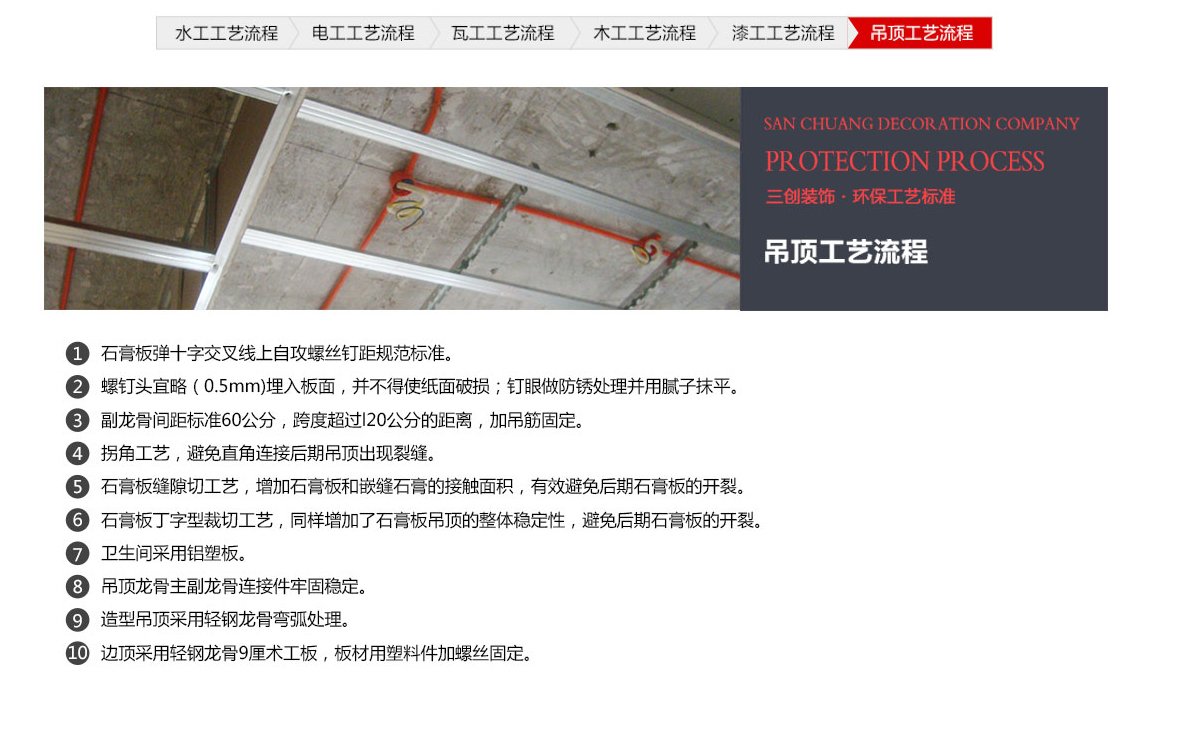 水工工艺流程
电工工艺流程
瓦工工艺流程
木工工艺流程
漆工工艺流程
吊顶工艺流程
SAN CHUANG DECORATION COMPANY
PROTECTION PROCESS
三创装饰·环保工艺标准
吊顶工艺流程
1 石膏板弹十字交叉线上自攻螺丝钉距规范标准。
2 螺钉头宜略（0.5mm)埋入板面，并不得使纸面破损；钉眼做防锈处理并用腻子抹平。
3 副龙骨间距标准60公分，跨度超过l20公分的距离，加吊筋固定。
4 拐角工艺，避免直角连接后期吊顶出现裂缝。
5 石膏板缝隙切工艺，增加石膏板和嵌缝石膏的接触面积，有效避免后期石膏板的开裂。
6 石膏板丁字型裁切工艺，同样增加了石膏板吊顶的整体稳定性，避免后期石膏板的开裂。
7 卫生间采用铝塑板。
8 吊顶龙骨主副龙骨连接件牢固稳定。
9 造型吊顶采用轻钢龙骨弯弧处理。
10 边顶采用轻钢龙骨9厘术工板，板材用塑料件加螺丝固定。